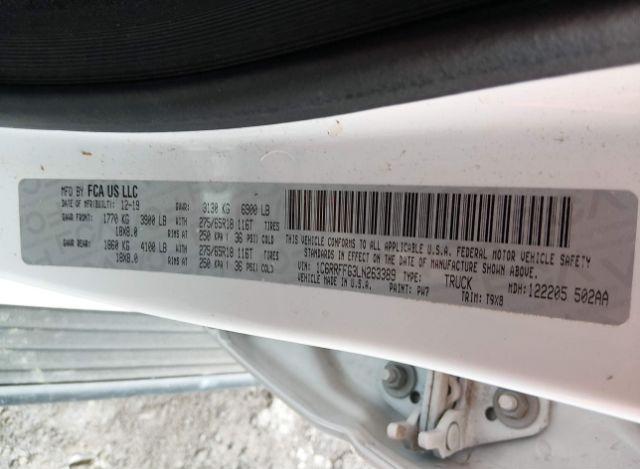 MFD BY FCA US LLC
DATE OF MFR(BUILT): 12-19 GVWR: 3130 KG 6900 LB
GAWR FRONT: 1770 KG 3900 LB WITH 275/65R18 116T TIRES
18X8.0 RIMS AT 250 KPA ( 36 PSI) COLD
GAWR REAR: 1860 KG 4100 LB WITH 275/65R18 116T TIRES
18X8.0 RIMS AT 250 KPA ( 36 PSI) COLD
THIS VEHICLE CONFORMS TO ALL APPLICABLE U.S.A. FEDERAL MOTOR VEHICLE SAFETY
STANDARDS IN EFFECT ON THE DATE OF MANUFACTURE SHOWN ABOVE.
VIN: 1C6RRFFG3LN263389 TYPE: TRUCK MDH: 122205 502AA
VEHICLE MADE IN U.S.A. PAINT: PW7 TRIM: T9X8